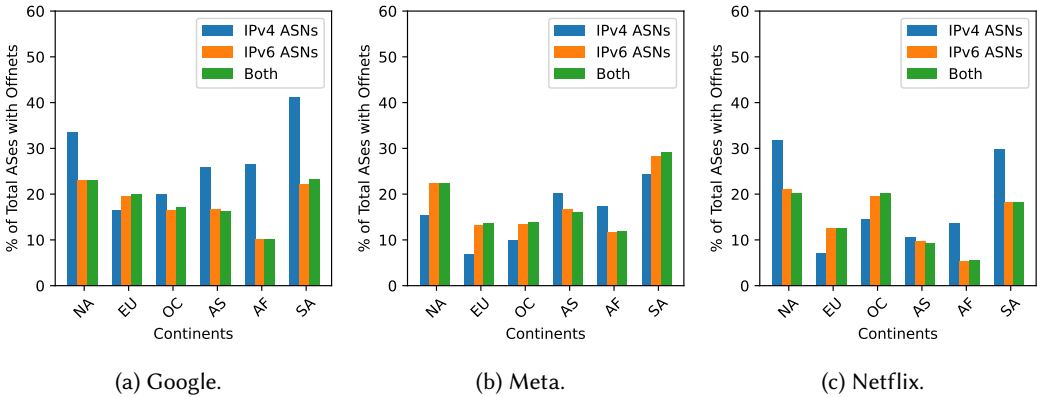 % of Total ASes with Offnets
60
50
40
30
20
10
0
IPv4 ASNs
IPv6 ASNs
Both
NA
EU
OC
AS
AF
SA
Continents
(a) Google.
% of Total ASes with Offnets
60
50
40
30
20
10
0
IPv4 ASNs
IPv6 ASNs
Both
NA
EU
OC
AS
AF
SA
Continents
(b) Meta.
% of Total ASes with Offnets
60
50
40
30
20
10
0
IPv4 ASNs
IPv6 ASNs
Both
NA
EU
OC
AS
AF
SA
Continents
(c) Netflix.